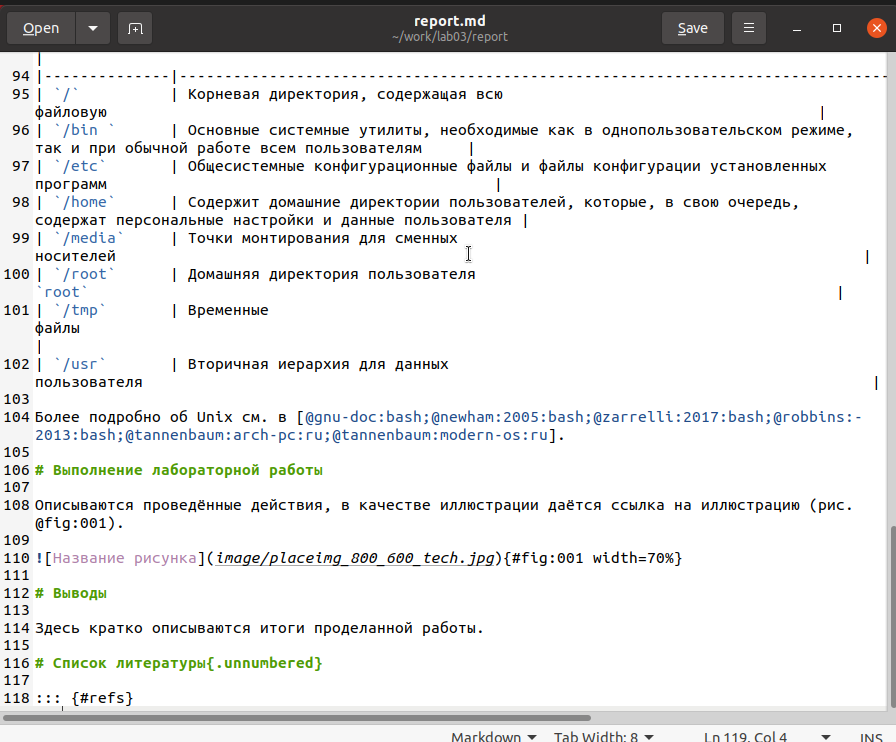 Open
report.md
~/work/lab03/report
Save
|
94 |--------------|-------------------------------------------------------------------------------
95 | `/` | Корневая директория, содержащая всю
файловую |
96 | `/bin ` | Основные системные утилиты, необходимые как в однопользовательском режиме,
так и при обычной работе всем пользователям |
97 | `/etc` | Общесистемные конфигурационные файлы и файлы конфигурации установленных
программ |
98 | `/home` | Содержит домашние директории пользователей, которые, в свою очередь,
содержат персональные настройки и данные пользователя |
99 | `/media` | Точки монтирования для сменных
носителей |
100 | `/root` | Домашняя директория пользователя
`root` |
101 | `/tmp` | Временные
файлы
|
102 | `/usr` | Вторичная иерархия для данных
пользователя |
103
104 Более подробно об Unix см. в [@gnu-doc:bash;@newham:2005:bash;@zarrelli:2017:bash;@robbins:-
2013:bash;@tannenbaum:arch-pc:ru;@tannenbaum:modern-os:ru].
105
106 # Выполнение лабораторной работы
107
108 Описываются проведённые действия, в качестве иллюстрации даётся ссылка на иллюстрацию (рис.
@fig:001).
109
110 ![Название рисунка](image/placeimg_800_600_tech.jpg){#fig:001 width=70%}
111
112 # Выводы
113
114 Здесь кратко описываются итоги проделанной работы.
115
116 # Список литературы{.unnumbered}
117
118 ::: {#refs}
Markdown Tab Width: 8 Ln 119, Col 4 INS